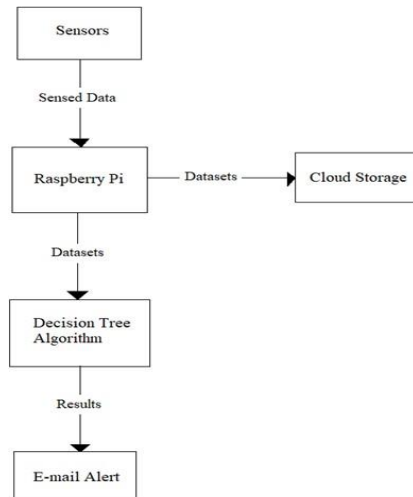 Sensors
Sensed Data
Raspberry Pi
Datasets
Cloud Storage
Datasets
Decision Tree
Algorithm
Results
E-mail Alert